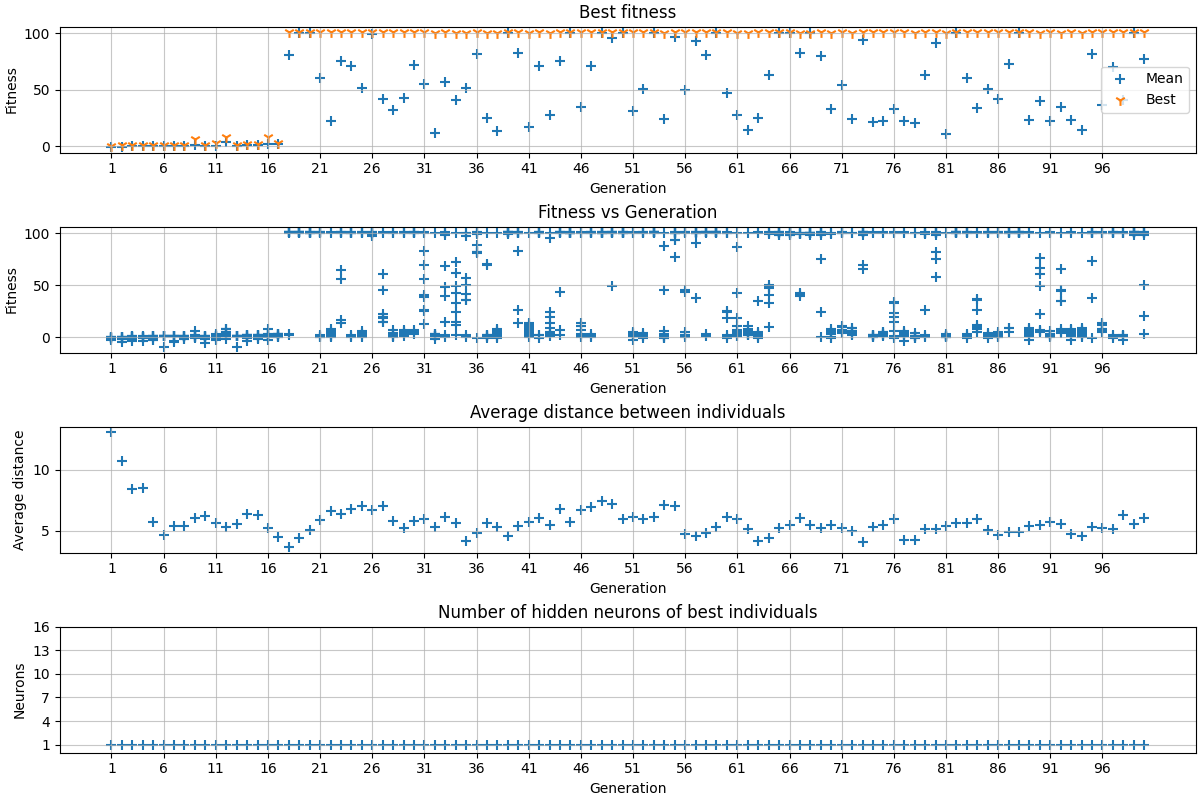 Best fitness
Fitness
100
50
0
Mean
Best
1 6 11 16 21 26 31 36 41 46 51 56 61 66 71 76 81 86 91 96
Generation
Fitness vs Generation
Fitness
100
50
0
1 6 11 16 21 26 31 36 41 46 51 56 61 66 71 76 81 86 91 96
Generation
Average distance between individuals
Average distance
10
5
1 6 11 16 21 26 31 36 41 46 51 56 61 66 71 76 81 86 91 96
Generation
Number of hidden neurons of best individuals
Neurons
16
13
10
7
4
1
1 6 11 16 21 26 31 36 41 46 51 56 61 66 71 76 81 86 91 96
Generation